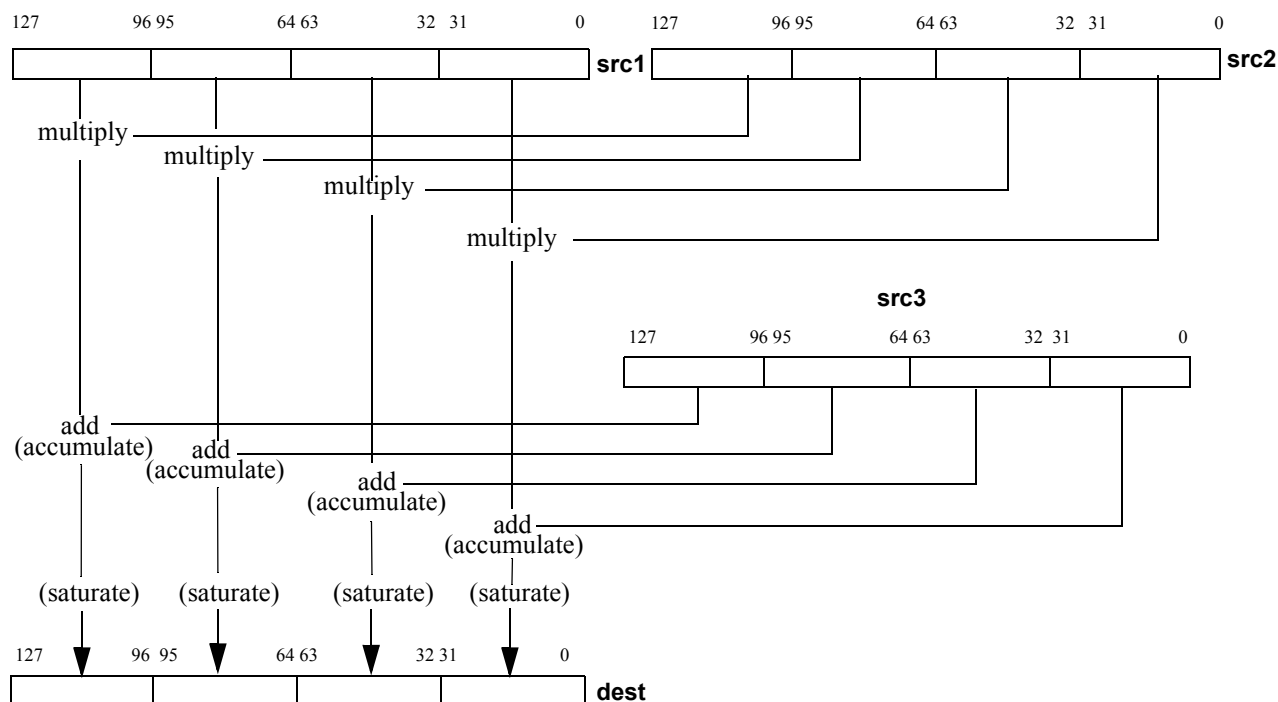 127 96 95 64 63 32 31 0 127 96 95 64 63 32 31 0
src1 src2
multiply
multiply
multiply
multiply
src3
127 96 95 64 63 32 31 0
add
(accumulate)
add
(accumulate)
add
(accumulate)
add
(accumulate)
(saturate) (saturate) (saturate) (saturate)
127 96 95 64 63 32 31 0
dest